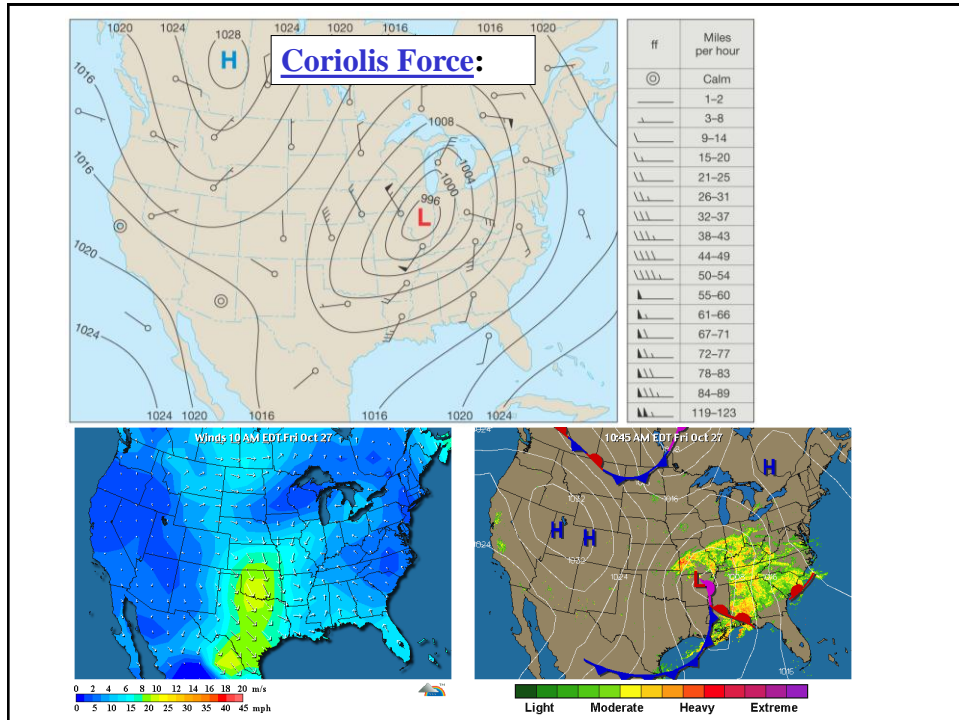 1020 1024 1020 1016 1016 1020
1028
H
Coriolis Force:
1016
1008
1004
1000
996
L
1016
1020
1024
1024 1020 1016 1016 1020 1024
ff Miles per hour
Calm
1–2
3–8
9–14
15–20
21–25
26–31
32–37
38–43
44–49
50–54
55–60
61–66
67–71
72–77
78–83
84–89
119–123
Winds 10 AM EDT Fri Oct 27
0 2 4 6 8 10 12 14 16 18 20 m/s
0 5 10 15 20 25 30 35 40 45 mph
10:45 AM EDT Fri Oct 27
H
1016
1022
H H
1024
1022
1024
L
1016
Light Moderate Heavy Extreme